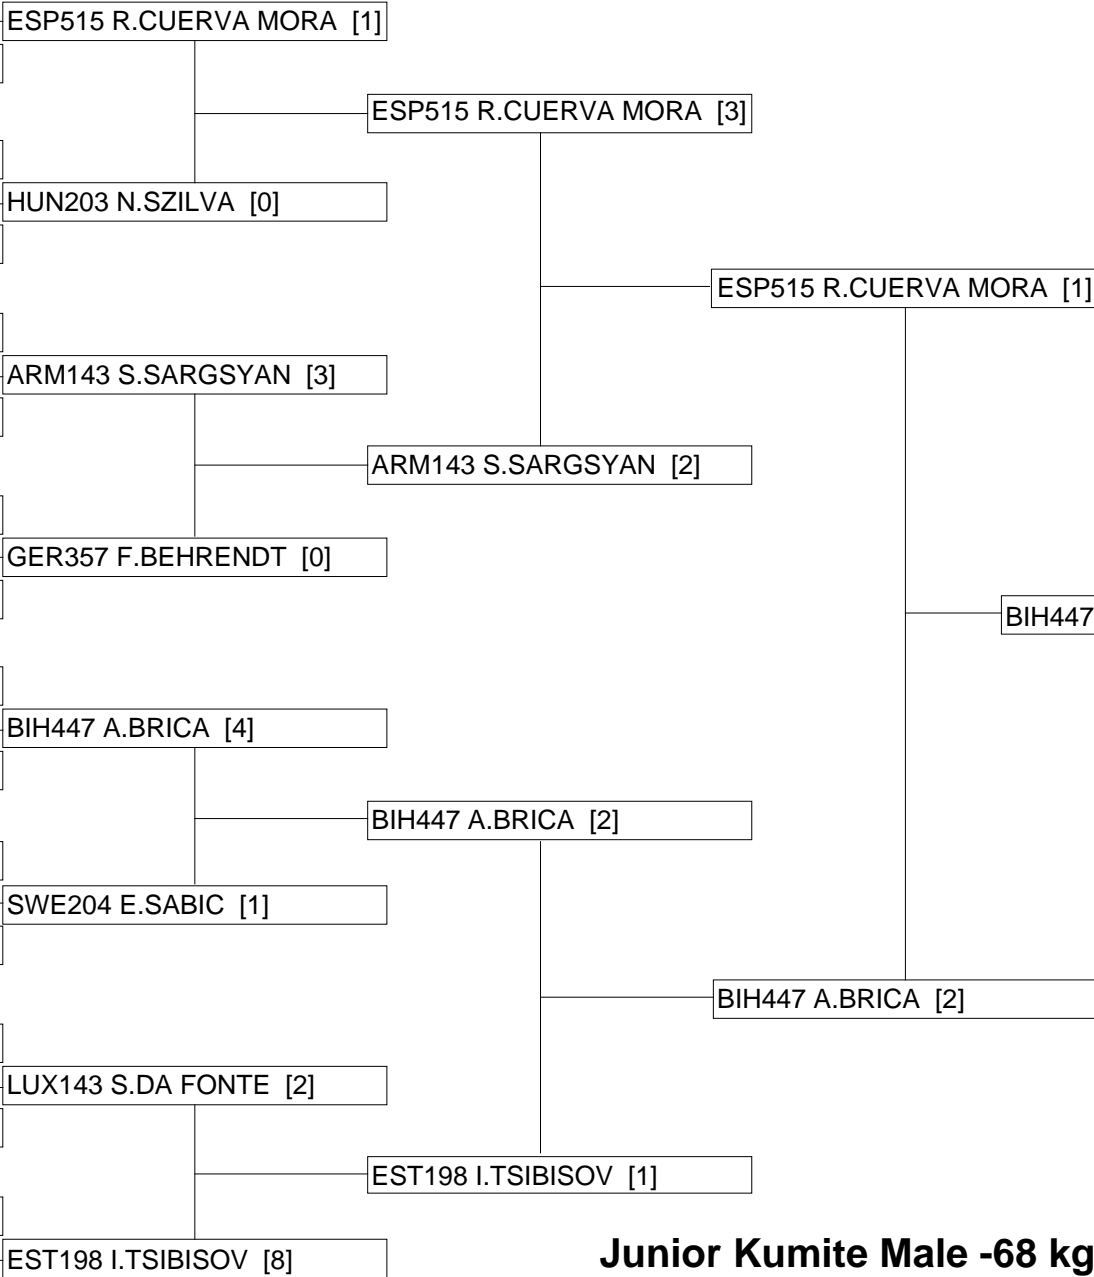 ESP515 R.CUERVA MORA [1]
ESP515 R.CUERVA MORA [3]
HUN203 N.SZILVA [0]
ESP515 R.CUERVA MORA [1]
ARM143 S.SARGSYAN [3]
ARM143 S.SARGSYAN [2]
GER357 F.BEHRENDT [0]
BIH447
BIH447 A.BRICA [4]
BIH447 A.BRICA [2]
SWE204 E.SABIC [1]
BIH447 A.BRICA [2]
LUX143 S.DA FONTE [2]
EST198 I.TSIBISOV [1]
EST198 I.TSIBISOV [8]
Junior Kumite Male -68 kg